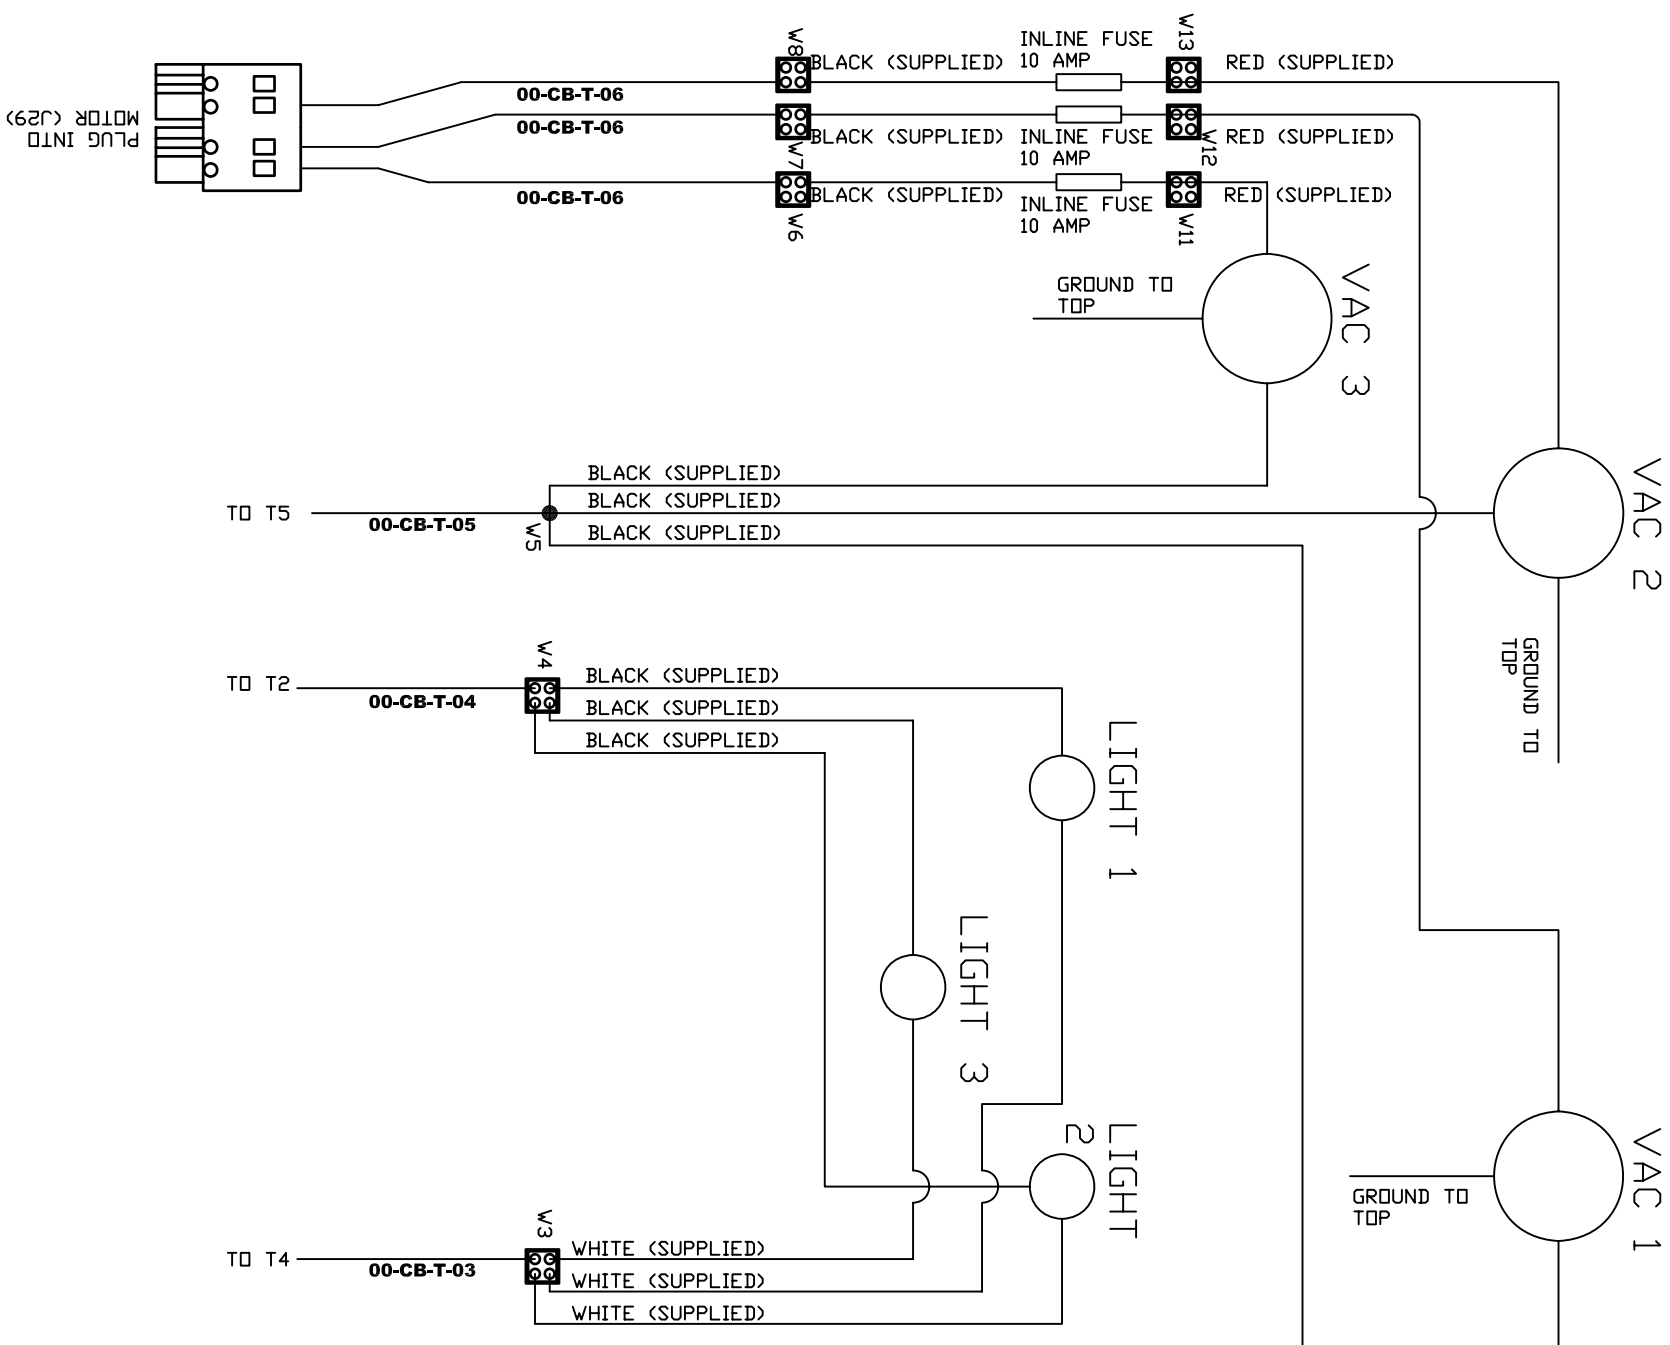 PLUG INTO
MOTOR (J29)
00-CB-T-06
00-CB-T-06
00-CB-T-06
W8
W7
W6
BLACK (SUPPLIED)
BLACK (SUPPLIED)
BLACK (SUPPLIED)
INLINE FUSE
10 AMP
INLINE FUSE
10 AMP
INLINE FUSE
10 AMP
W13
W12
W11
RED (SUPPLIED)
RED (SUPPLIED)
RED (SUPPLIED)
GROUND TO
TOP
VAC 3
BLACK (SUPPLIED)
BLACK (SUPPLIED)
BLACK (SUPPLIED)
TO T5
00-CB-T-05
W5
VAC 2
GROUND TO
TOP
TO T2
00-CB-T-04
W4
BLACK (SUPPLIED)
BLACK (SUPPLIED)
BLACK (SUPPLIED)
LIGHT 1
LIGHT 3
LIGHT
2
VAC 1
GROUND TO
TOP
TO T4
00-CB-T-03
W3
WHITE (SUPPLIED)
WHITE (SUPPLIED)
WHITE (SUPPLIED)